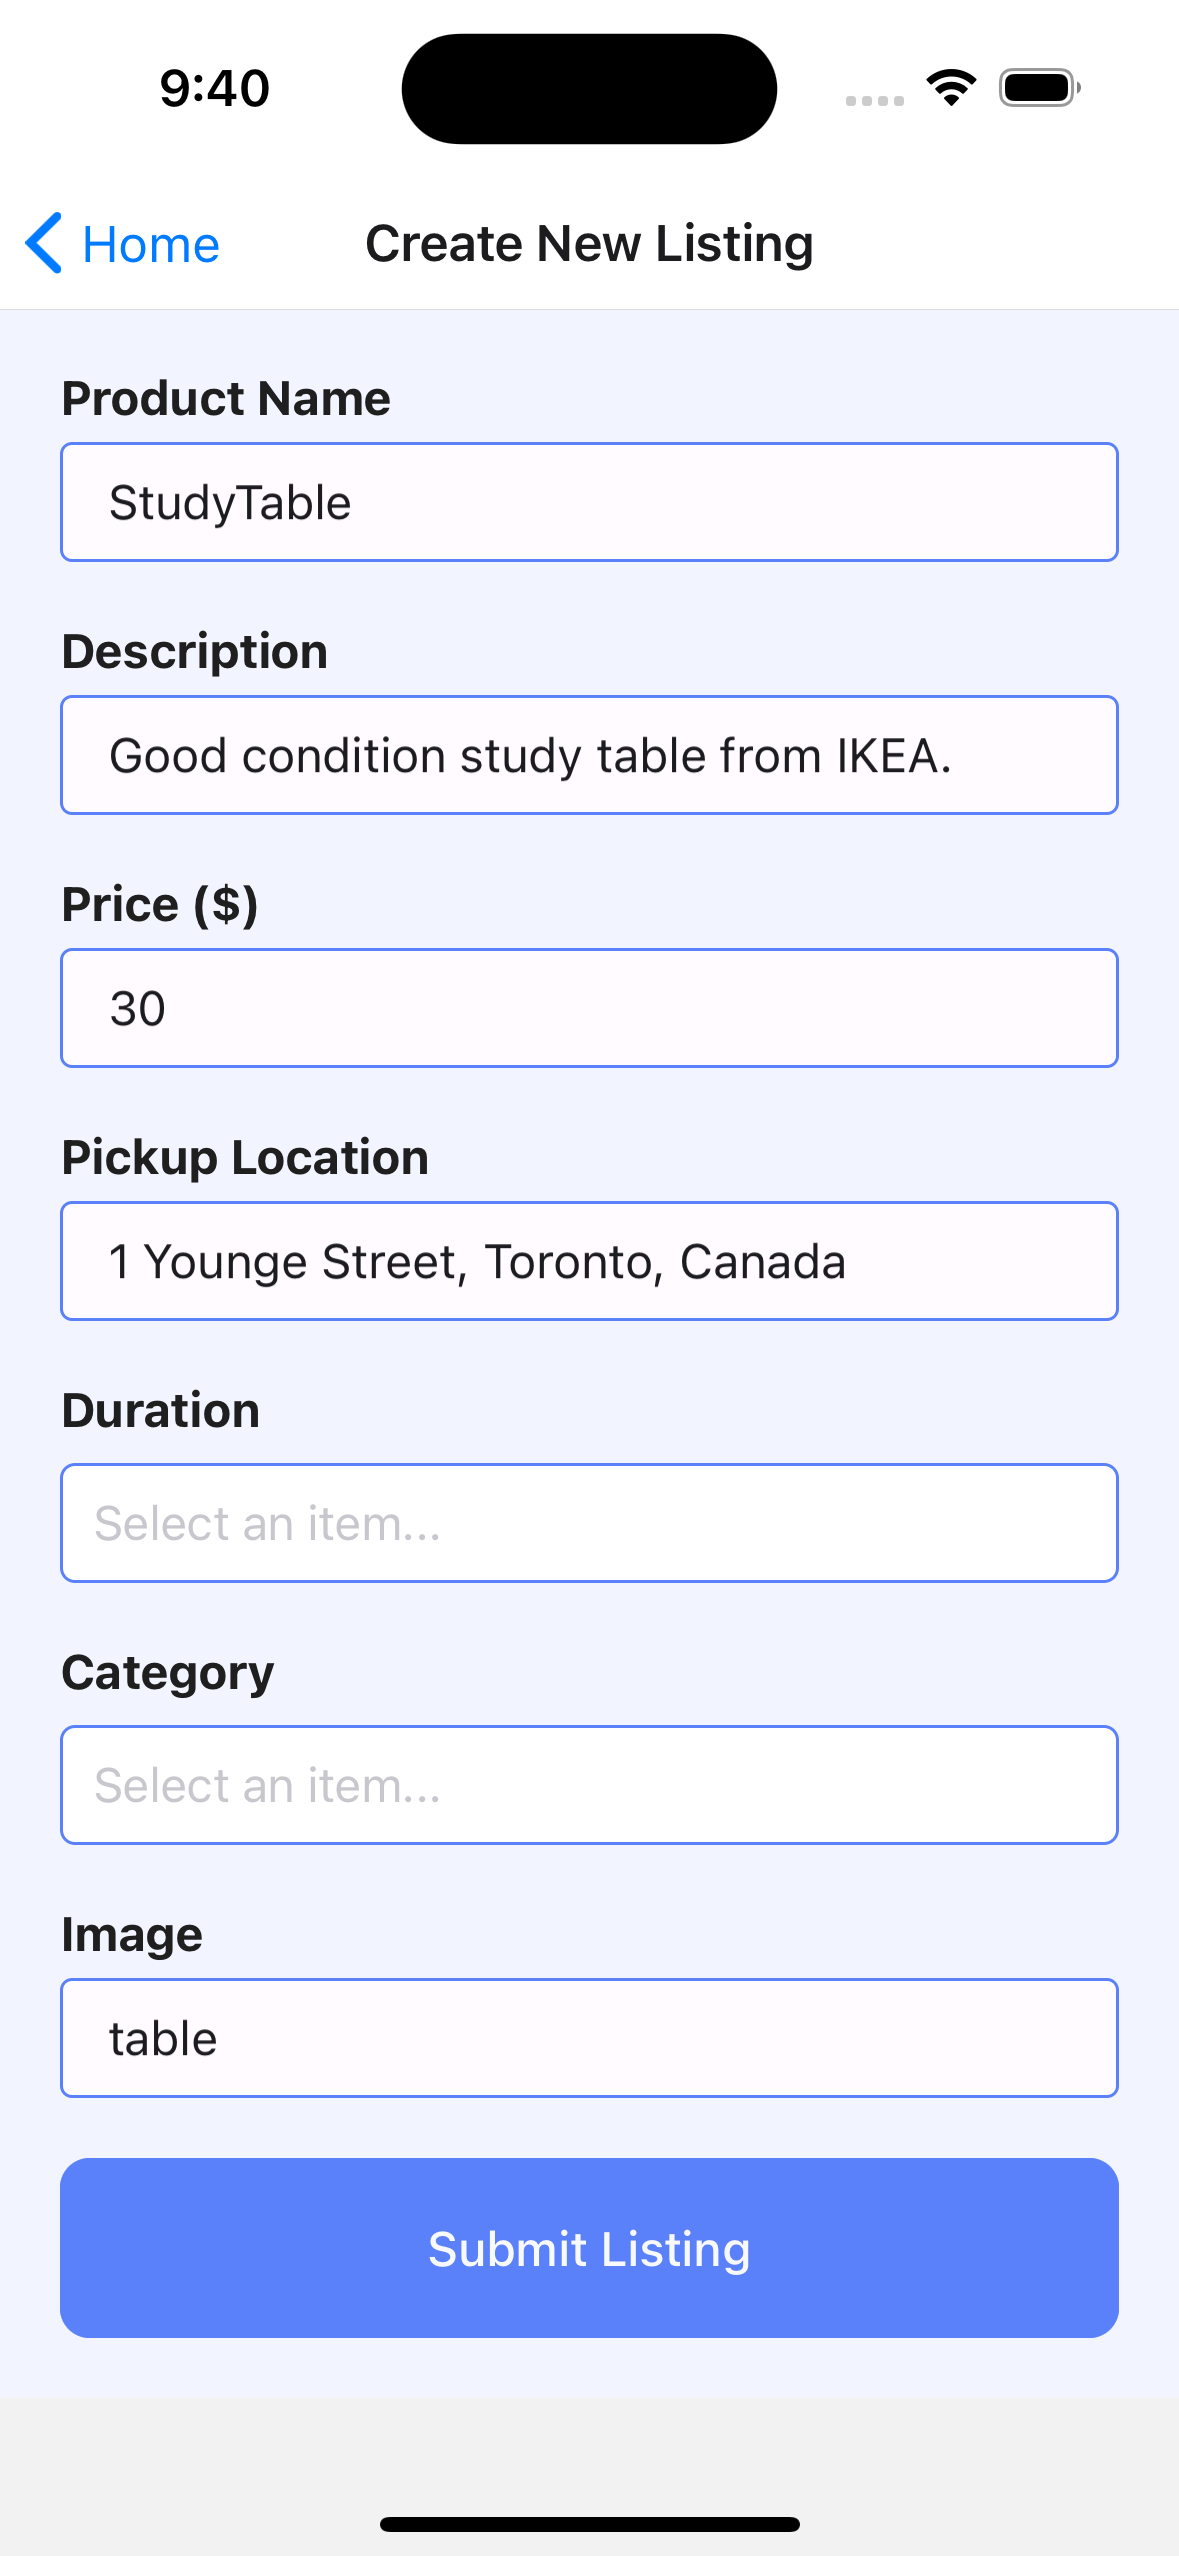 9:40
Home
Create New Listing
Product Name
StudyTable
Description
Good condition study table from IKEA.
Price ($)
30
Pickup Location
1 Younge Street, Toronto, Canada
Duration
Select an item...
Category
Select an item...
Image
table
Submit Listing